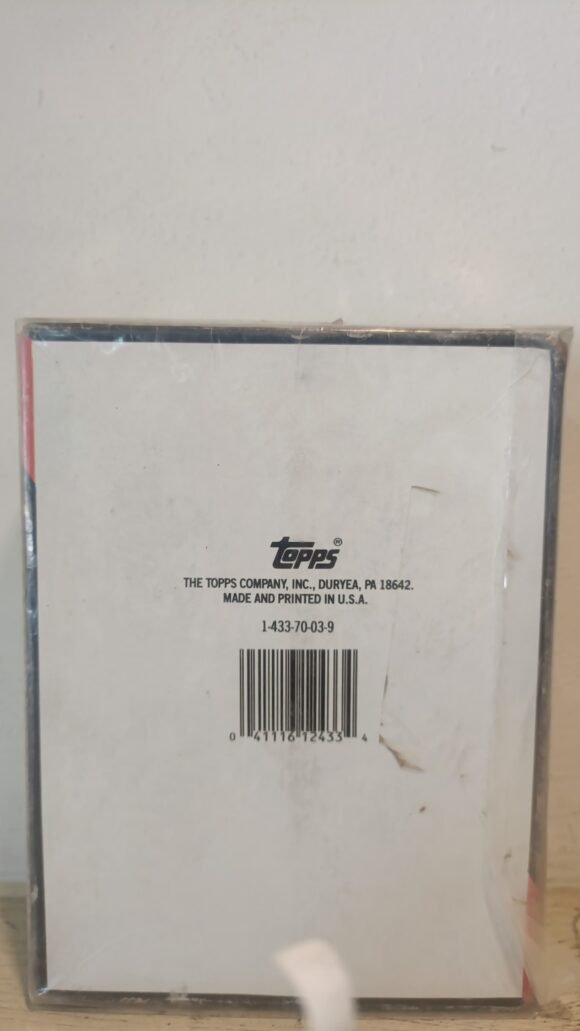 topps®
THE TOPPS COMPANY, INC., DURYEA, PA 18642.
MADE AND PRINTED IN U.S.A.
1-433-70-03-9
0 41116 12433 4